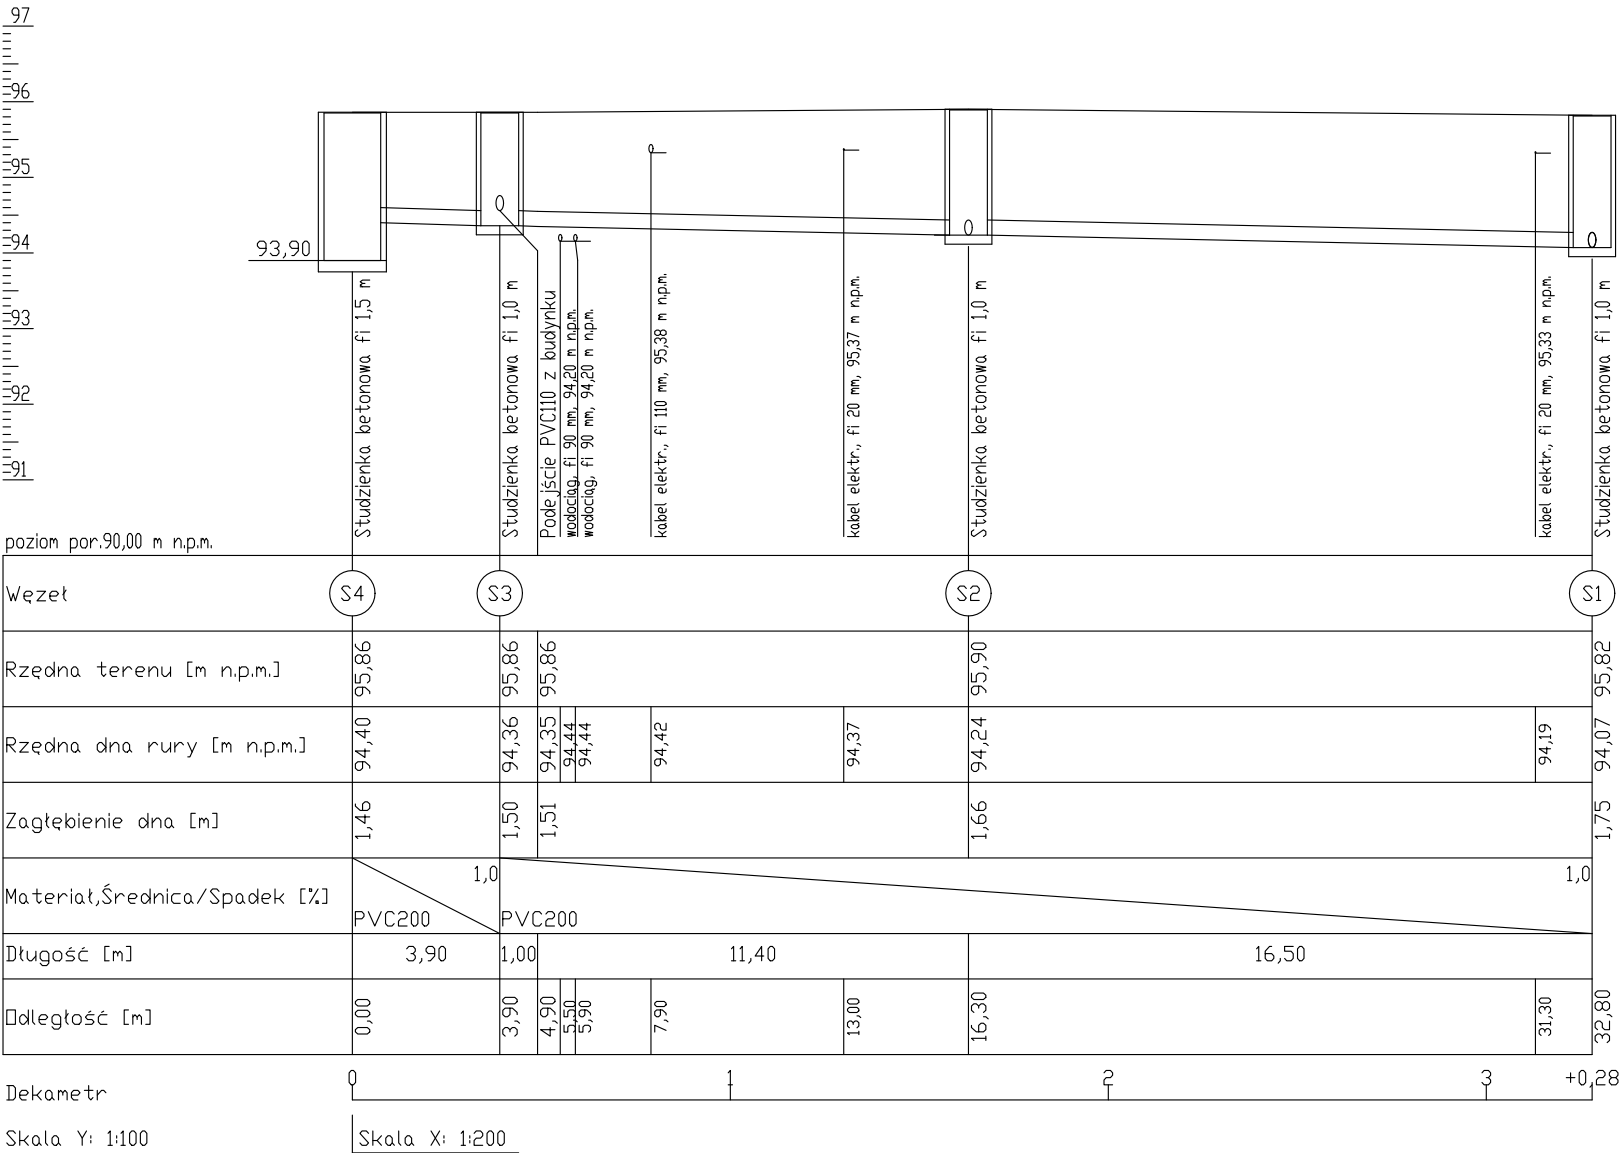 97
96
95
94
93
92
91
93,90
Studzienka betonowa fi 1,5 m
Studzienka betonowa fi 1,0 m
Podejście PVC110 z budynku
wodociąg, fi 90 mm, 94,20 m n.p.m.
wodociąg, fi 90 mm, 94,20 m n.p.m.
kabel elektr., fi 110 mm, 95,38 m n.p.m.
kabel elektr., fi 20 mm, 95,37 m n.p.m.
Studzienka betonowa fi 1,0 m
kabel elektr., fi 20 mm, 95,33 m n.p.m.
Studzienka betonowa fi 1,0 m
poziom por.90,00 m n.p.m.
Węzeł S4 S3 S2 S1
Rzędna terenu [m n.p.m.] 95,86 95,86 95,86 95,90 95,82
Rzędna dna rury [m n.p.m.] 94,40 94,36 94,35 94,44 94,44 94,42 94,37 94,24 94,19 94,07
Zagłębienie dna [m] 1,46 1,50 1,51 1,66 1,75
Materiał,Średnica/Spadek [%] PVC200 1,0 PVC200 1,0
Długość [m] 3,90 1,00 11,40 16,50
Odległość [m] 0,00 3,90 4,90 5,50 5,90 7,90 13,00 16,30 31,30 32,80
Dekametr 0 1 2 3 +0,28
Skala Y: 1:100 Skala X: 1:200